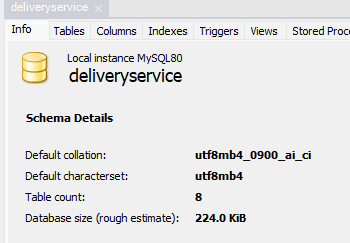 deliveryservice
Info Tables Columns Indexes Triggers Views Stored Proc
Local instance MySQL80
deliveryservice
Schema Details
Default collation: utf8mb4_0900_ai_ci
Default characterset: utf8mb4
Table count: 8
Database size (rough estimate): 224.0 KiB